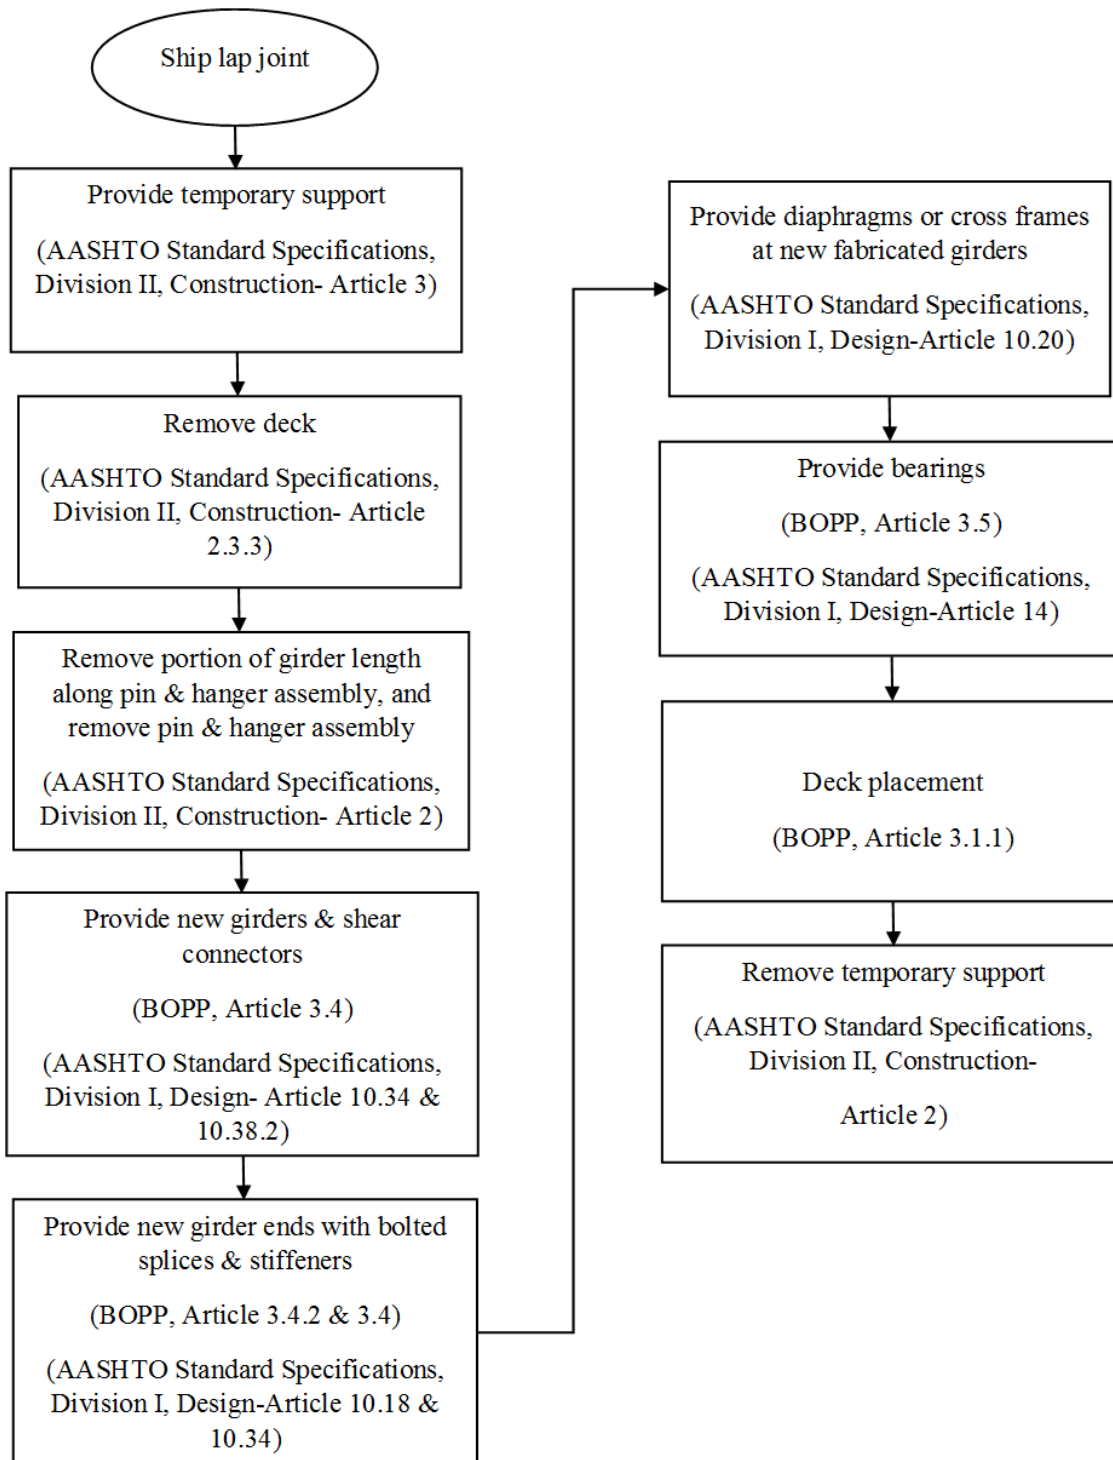 Ship lap joint
Provide temporary support
(AASHTO Standard Specifications,
Division II, Construction- Article 3)
Remove deck
(AASHTO Standard Specifications,
Division II, Construction- Article
2.3.3)
Remove portion of girder length
along pin & hanger assembly, and
remove pin & hanger assembly
(AASHTO Standard Specifications,
Division II, Construction- Article 2)
Provide new girders & shear
connectors
(BOPP, Article 3.4)
(AASHTO Standard Specifications,
Division I, Design- Article 10.34 &
10.38.2)
Provide new girder ends with bolted
splices & stiffeners
(BOPP, Article 3.4.2 & 3.4)
(AASHTO Standard Specifications,
Division I, Design-Article 10.18 &
10.34)
Provide diaphragms or cross frames
at new fabricated girders
(AASHTO Standard Specifications,
Division I, Design-Article 10.20)
Provide bearings
(BOPP, Article 3.5)
(AASHTO Standard Specifications,
Division I, Design-Article 14)
Deck placement
(BOPP, Article 3.1.1)
Remove temporary support
(AASHTO Standard Specifications,
Division II, Construction-
Article 2)